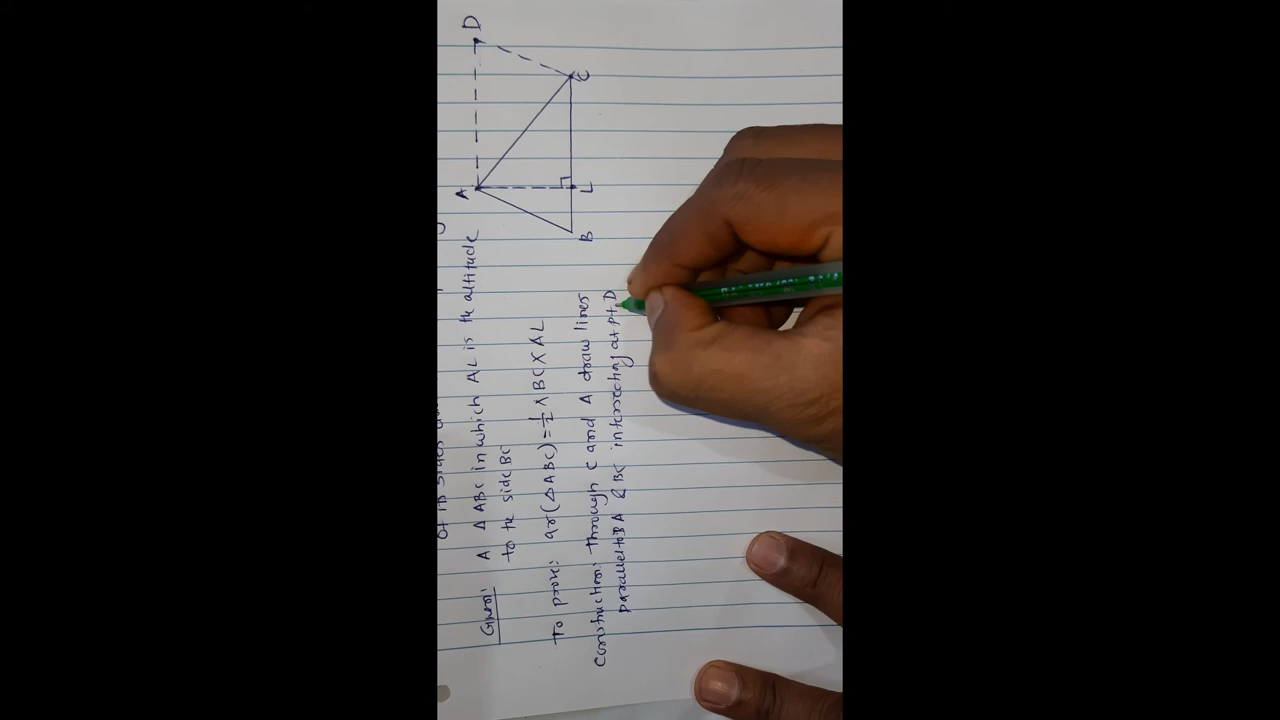 Given: A Δ ABC in which AL is the altitude
to the side BC
To prove: ar(ΔABC) = 1/2 X BC X AL
Construction: through C and A draw lines
parallel to BA & BC intersecting at pt D
A
D
B
L
C